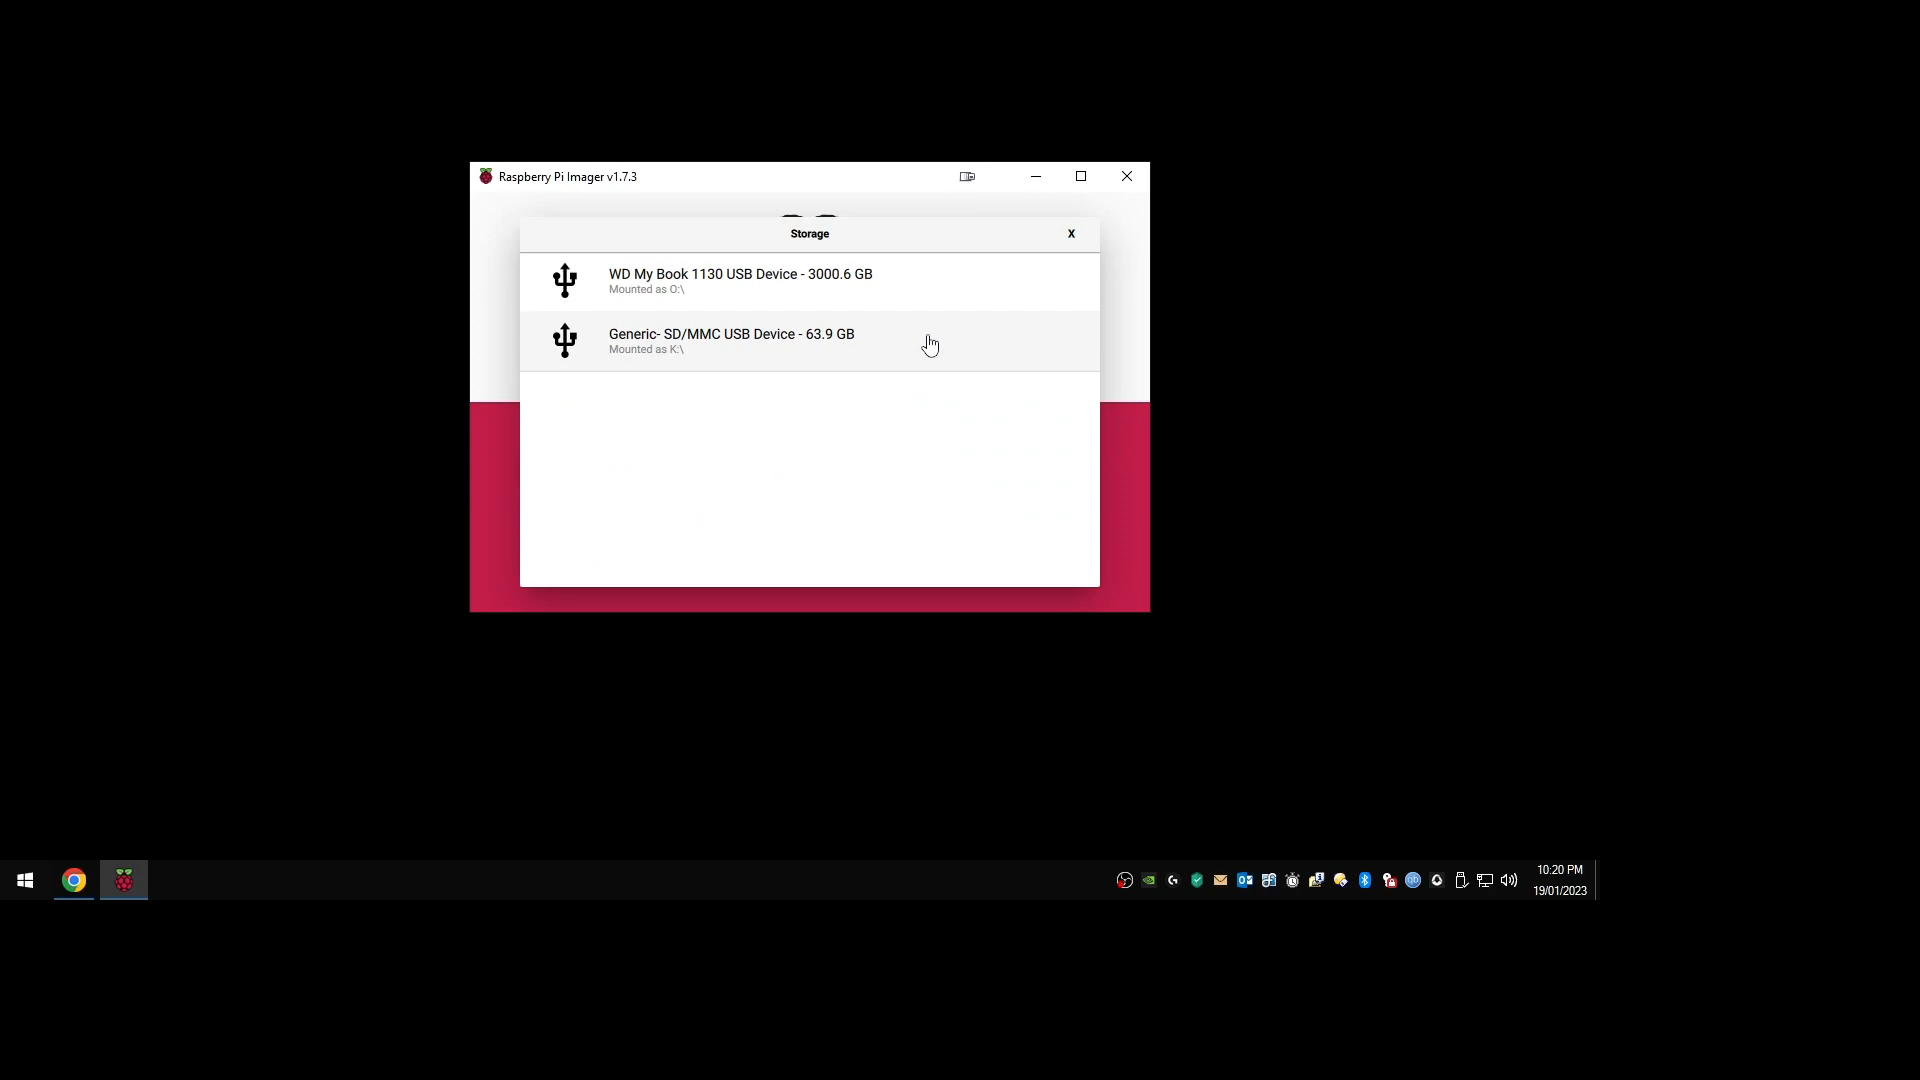 Raspberry Pi Imager v1.7.3
Storage
X
WD My Book 1130 USB Device - 3000.6 GB
Mounted as O:\
Generic- SD/MMC USB Device - 63.9 GB
Mounted as K:\
10:20 PM
19/01/2023